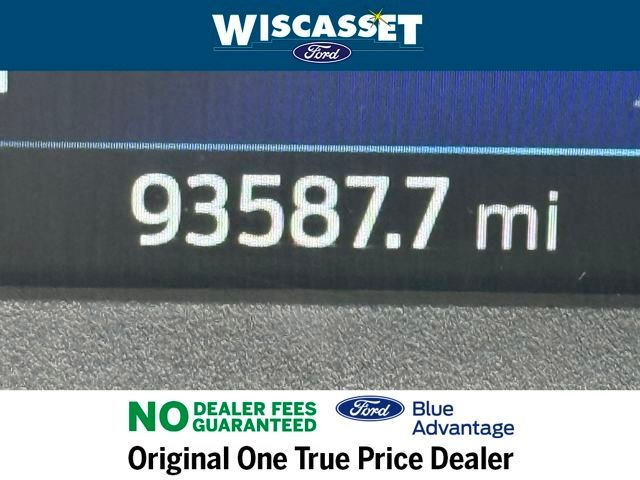 WISCASSET
Ford
93587.7 mi
NO DEALER FEES GUARANTEED
Ford Blue Advantage
Original One True Price Dealer